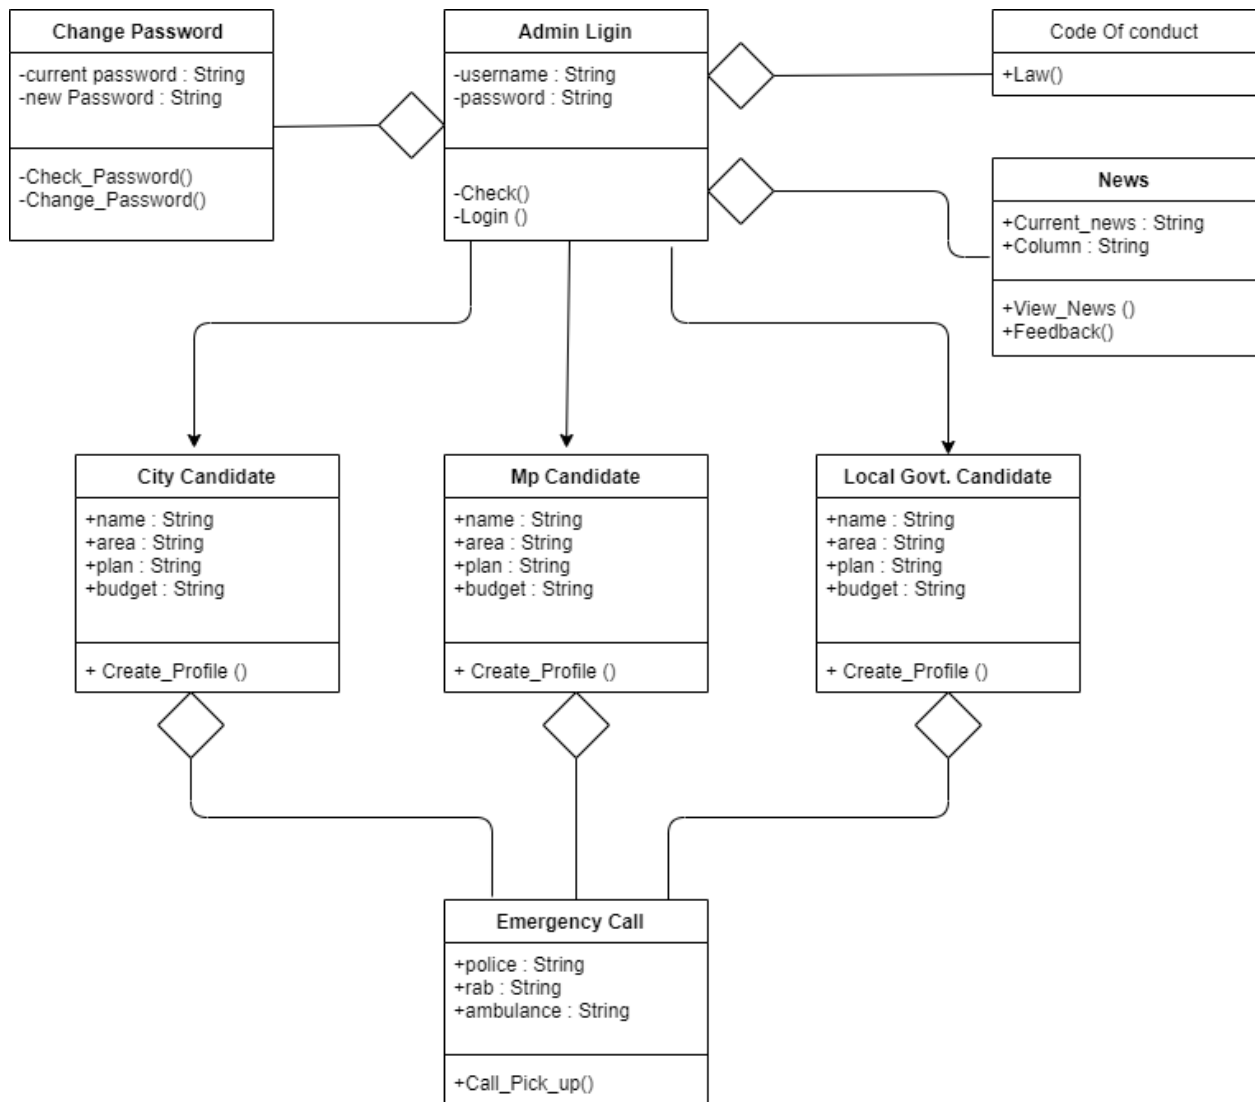 Change Password
-current password : String
-new Password : String
-Check_Password()
-Change_Password()
Admin Ligin
-username : String
-password : String
-Check()
-Login ()
Code Of conduct
+Law()
News
+Current_news : String
+Column : String
+View_News ()
+Feedback()
City Candidate
+name : String
+area : String
+plan : String
+budget : String
+ Create_Profile ()
Mp Candidate
+name : String
+area : String
+plan : String
+budget : String
+ Create_Profile ()
Local Govt. Candidate
+name : String
+area : String
+plan : String
+budget : String
+ Create_Profile ()
Emergency Call
+police : String
+rab : String
+ambulance : String
+Call_Pick_up()